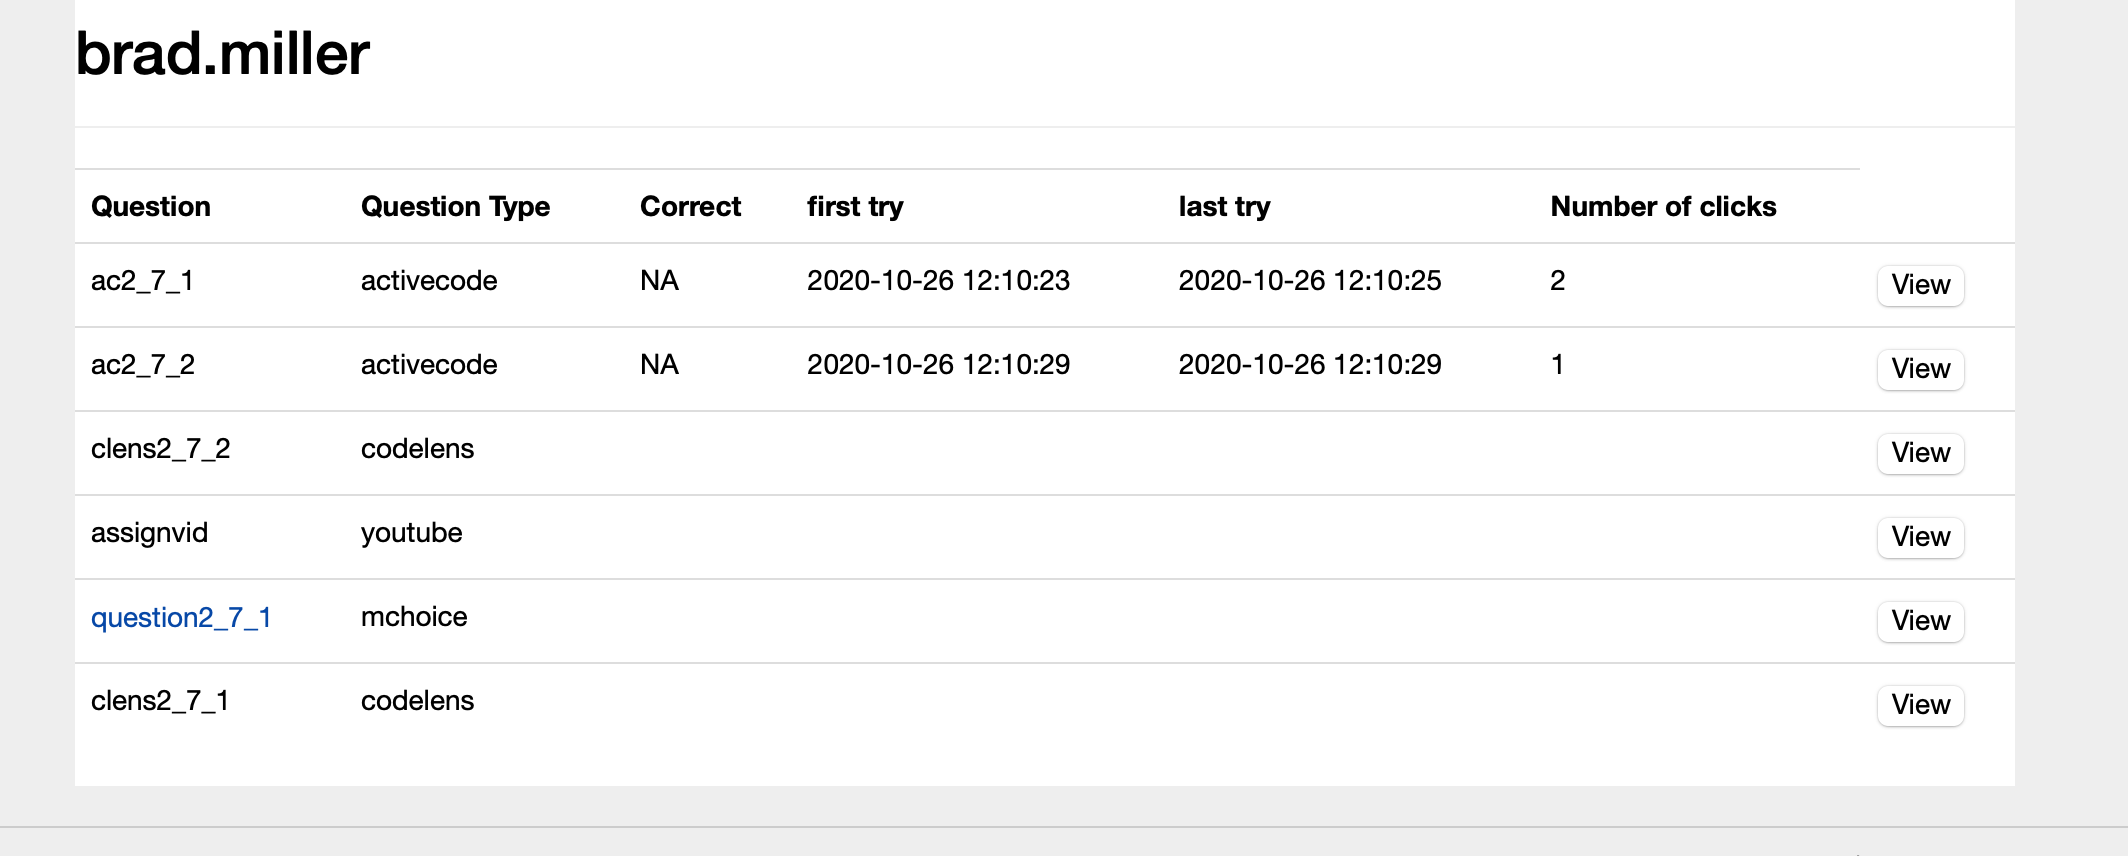 brad.miller
Question Question Type Correct first try last try Number of clicks
ac2_7_1 activecode NA 2020-10-26 12:10:23 2020-10-26 12:10:25 2 View
ac2_7_2 activecode NA 2020-10-26 12:10:29 2020-10-26 12:10:29 1 View
clens2_7_2 codelens View
assignvid youtube View
question2_7_1 mchoice View
clens2_7_1 codelens View